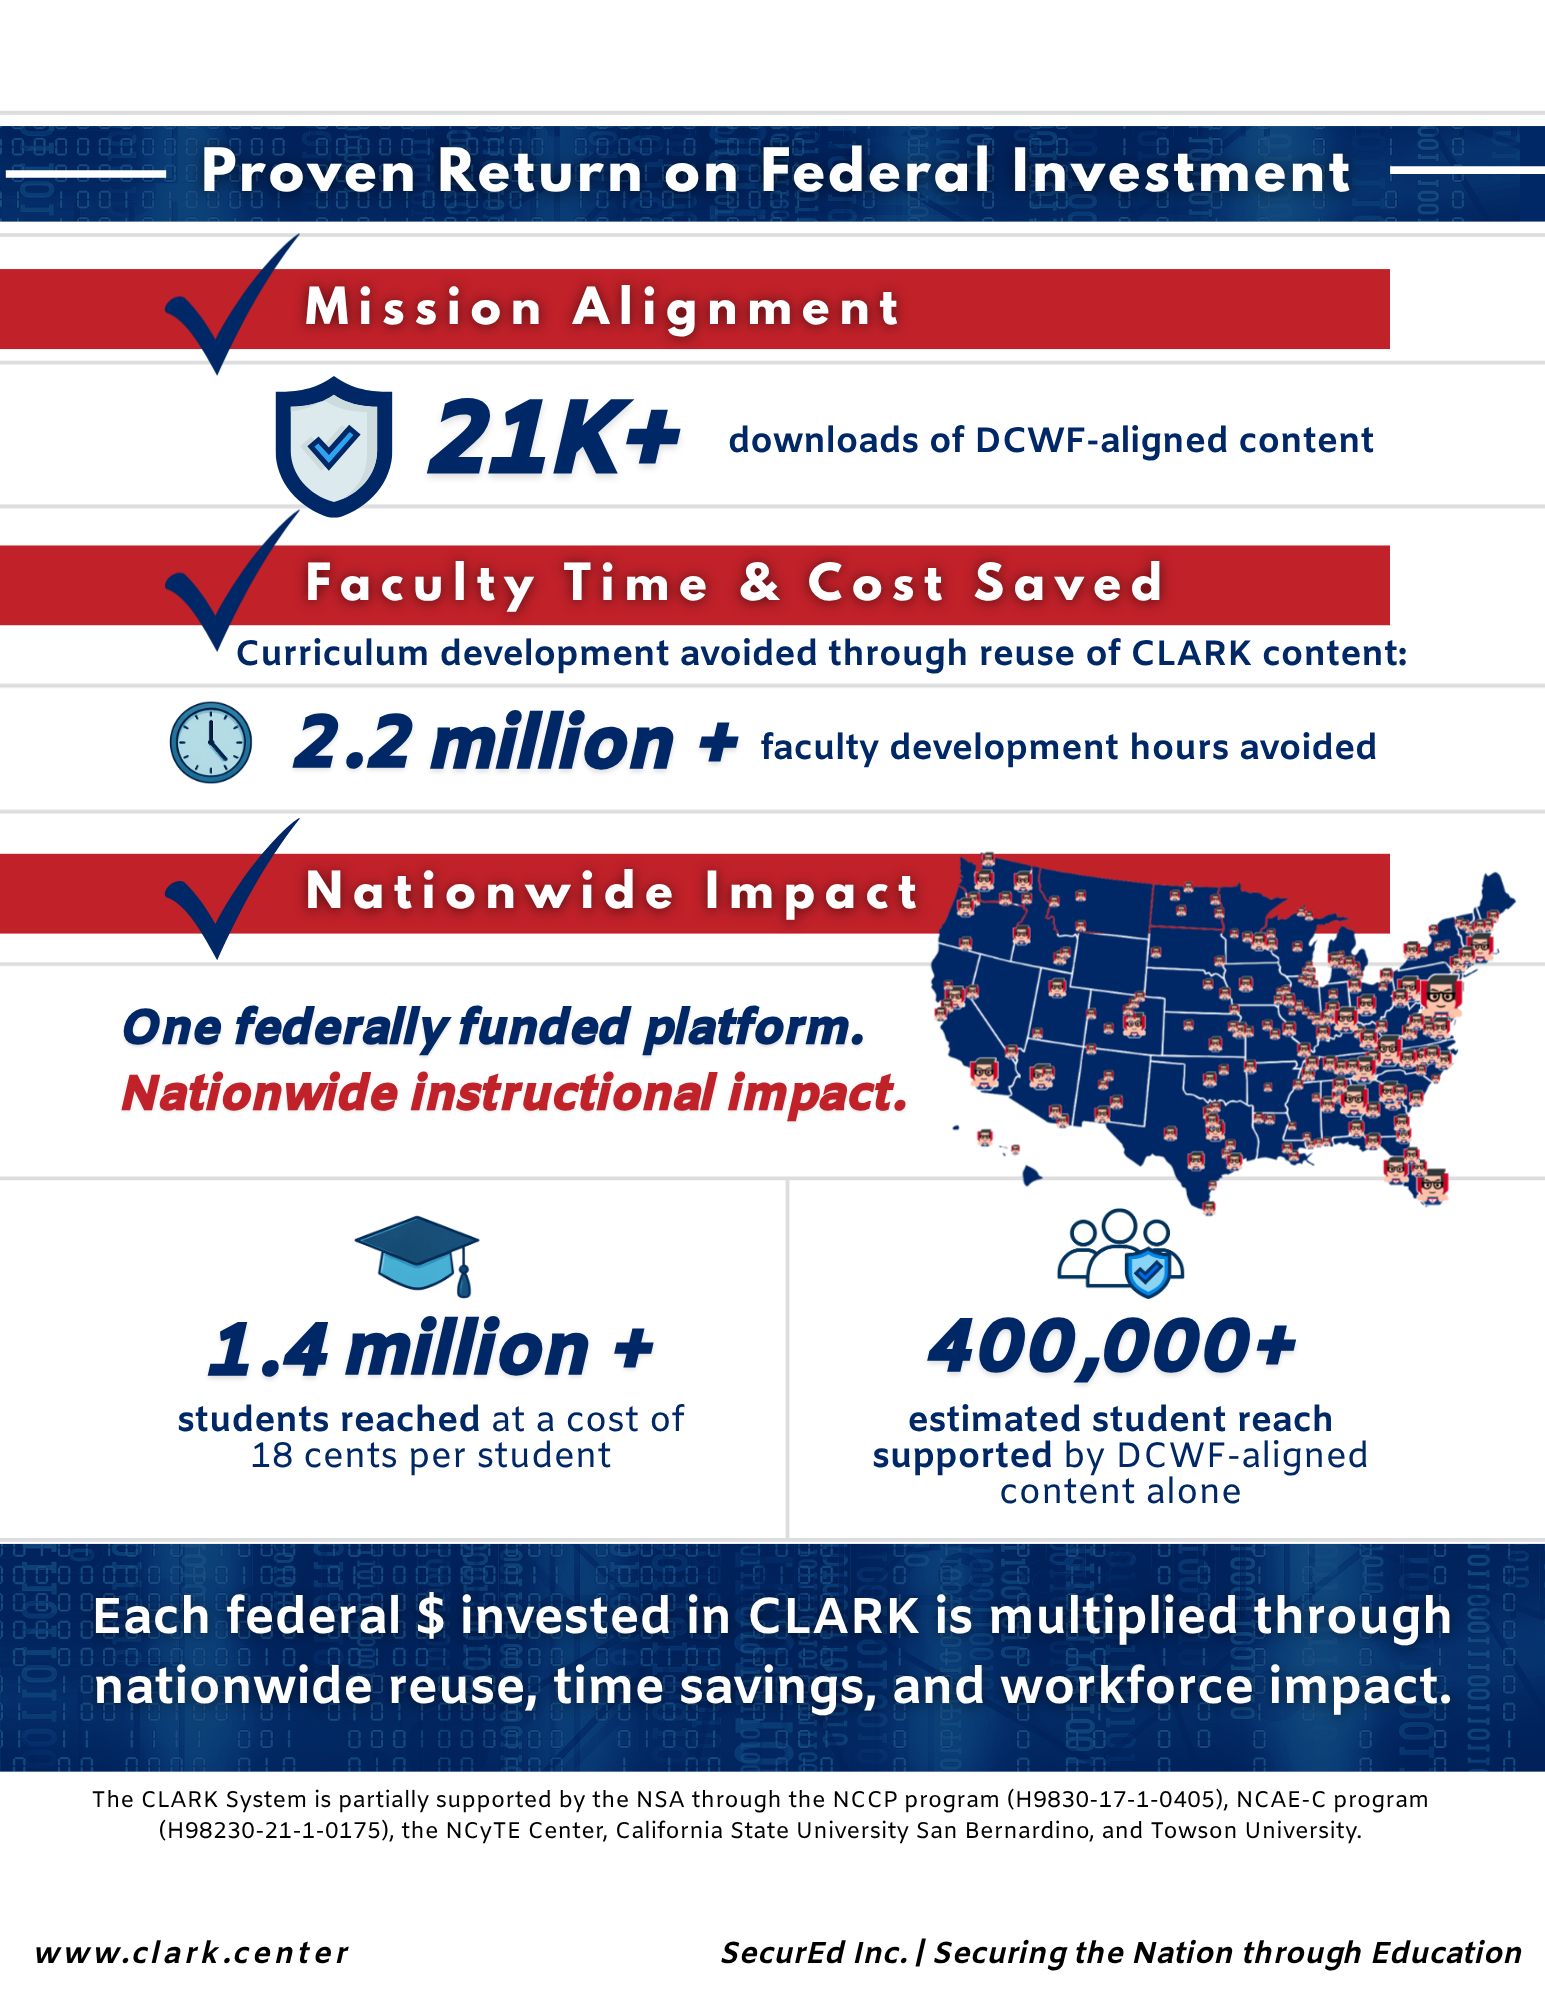 Proven Return on Federal Investment
Mission Alignment
21K+ downloads of DCWF-aligned content
Faculty Time & Cost Saved
Curriculum development avoided through reuse of CLARK content:
2.2 million + faculty development hours avoided
Nationwide Impact
One federally funded platform.
Nationwide instructional impact.
1.4 million +
students reached at a cost of
18 cents per student
400,000+
estimated student reach
supported by DCWF-aligned
content alone
Each federal $ invested in CLARK is multiplied through
nationwide reuse, time savings, and workforce impact.
The CLARK System is partially supported by the NSA through the NCCP program (H9830-17-1-0405), NCAE-C program
(H98230-21-1-0175), the NCyTE Center, California State University San Bernardino, and Towson University.
www.clark.center
SecurEd Inc. | Securing the Nation through Education